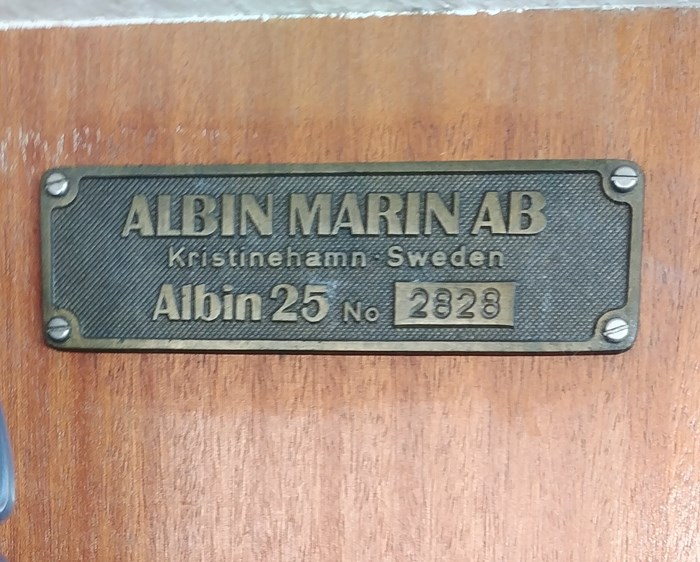 ALBIN MARIN AB
Kristinehamn · Sweden
Albin 25 No 2828